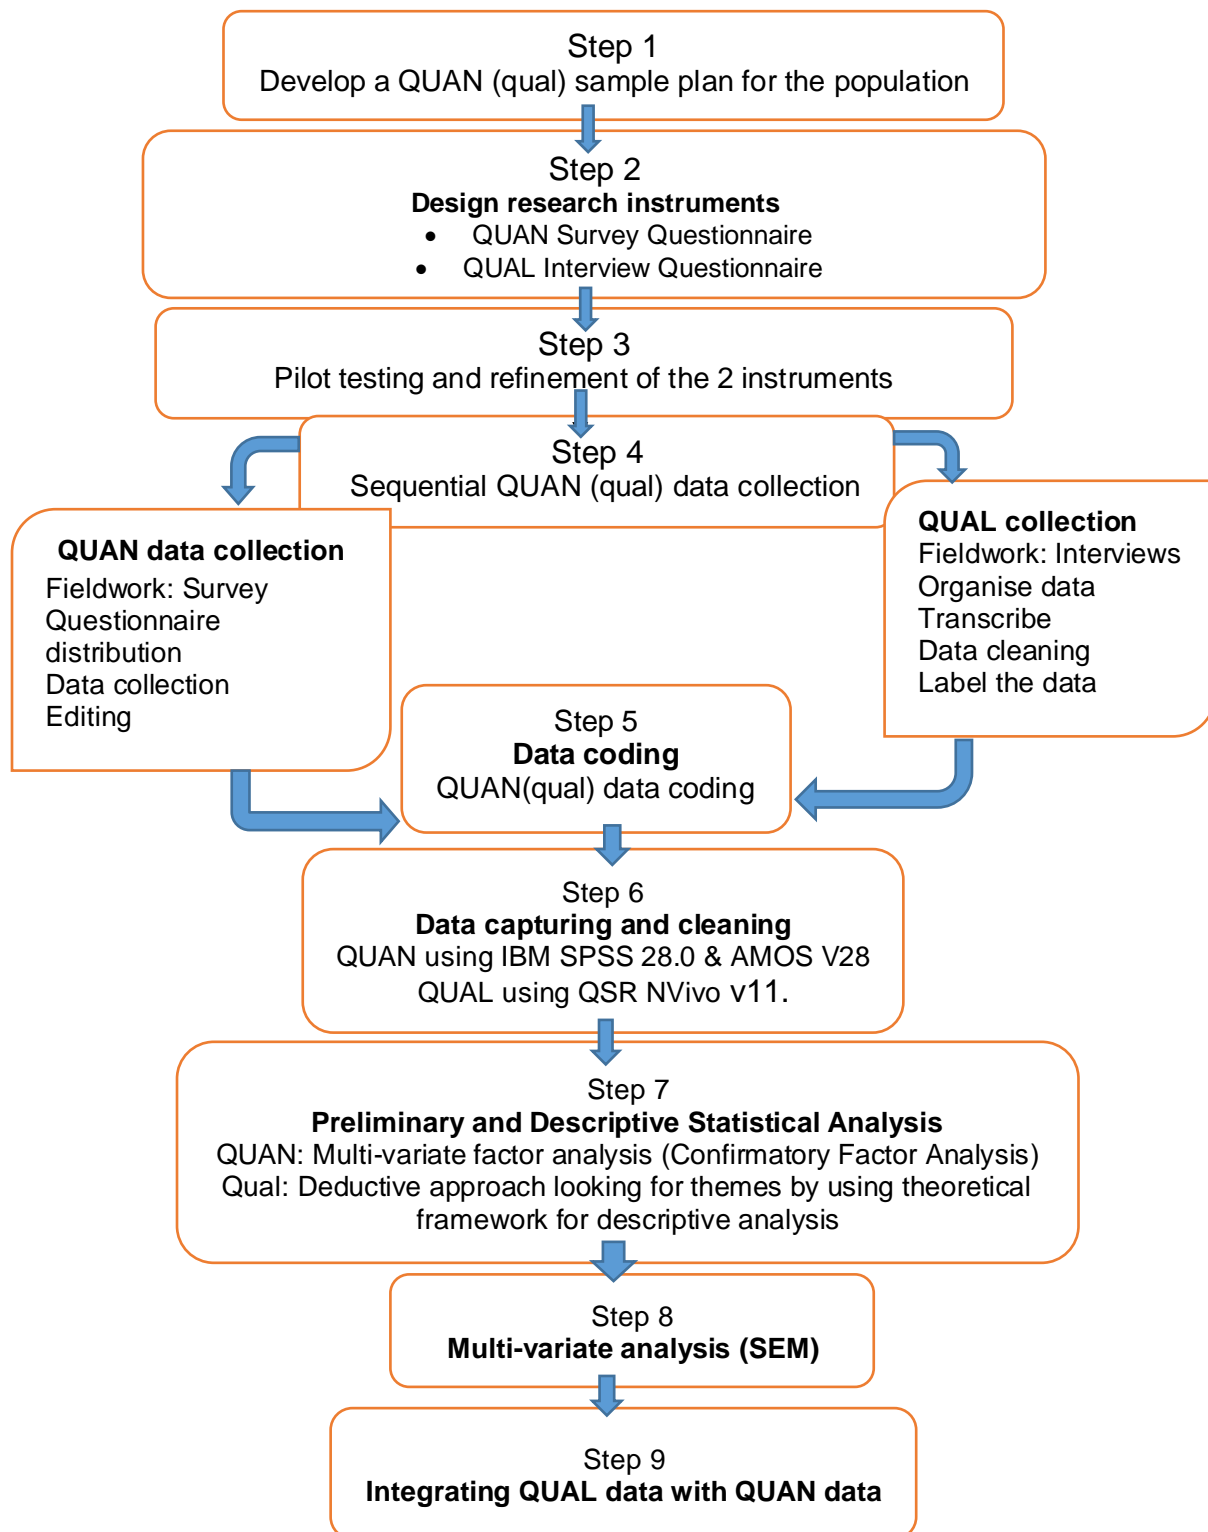 Step 1
Develop a QUAN (qual) sample plan for the population
Step 2
Design research instruments
• QUAN Survey Questionnaire
• QUAL Interview Questionnaire
Step 3
Pilot testing and refinement of the 2 instruments
Step 4
Sequential QUAN (qual) data collection
QUAN data collection
Fieldwork: Survey
Questionnaire
distribution
Data collection
Editing
QUAL collection
Fieldwork: Interviews
Organise data
Transcribe
Data cleaning
Label the data
Step 5
Data coding
QUAN(qual) data coding
Step 6
Data capturing and cleaning
QUAN using IBM SPSS 28.0 & AMOS V28
QUAL using QSR NVivo v11.
Step 7
Preliminary and Descriptive Statistical Analysis
QUAN: Multi-variate factor analysis (Confirmatory Factor Analysis)
Qual: Deductive approach looking for themes by using theoretical
framework for descriptive analysis
Step 8
Multi-variate analysis (SEM)
Step 9
Integrating QUAL data with QUAN data